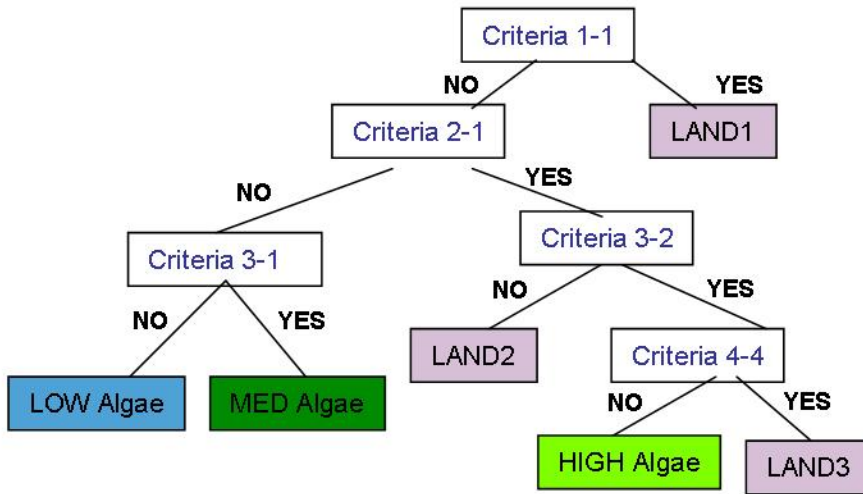 Criteria 1-1
NO
YES
Criteria 2-1
LAND1
NO
YES
Criteria 3-1
Criteria 3-2
NO
YES
NO
YES
LAND2
Criteria 4-4
LOW Algae
MED Algae
NO
YES
HIGH Algae
LAND3